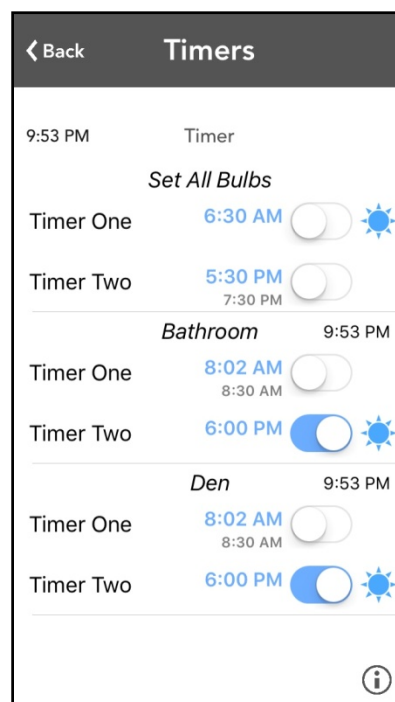 Back Timers
9:53 PM Timer
Set All Bulbs
Timer One 6:30 AM
Timer Two 5:30 PM
7:30 PM
Bathroom 9:53 PM
Timer One 8:02 AM
8:30 AM
Timer Two 6:00 PM
Den 9:53 PM
Timer One 8:02 AM
8:30 AM
Timer Two 6:00 PM